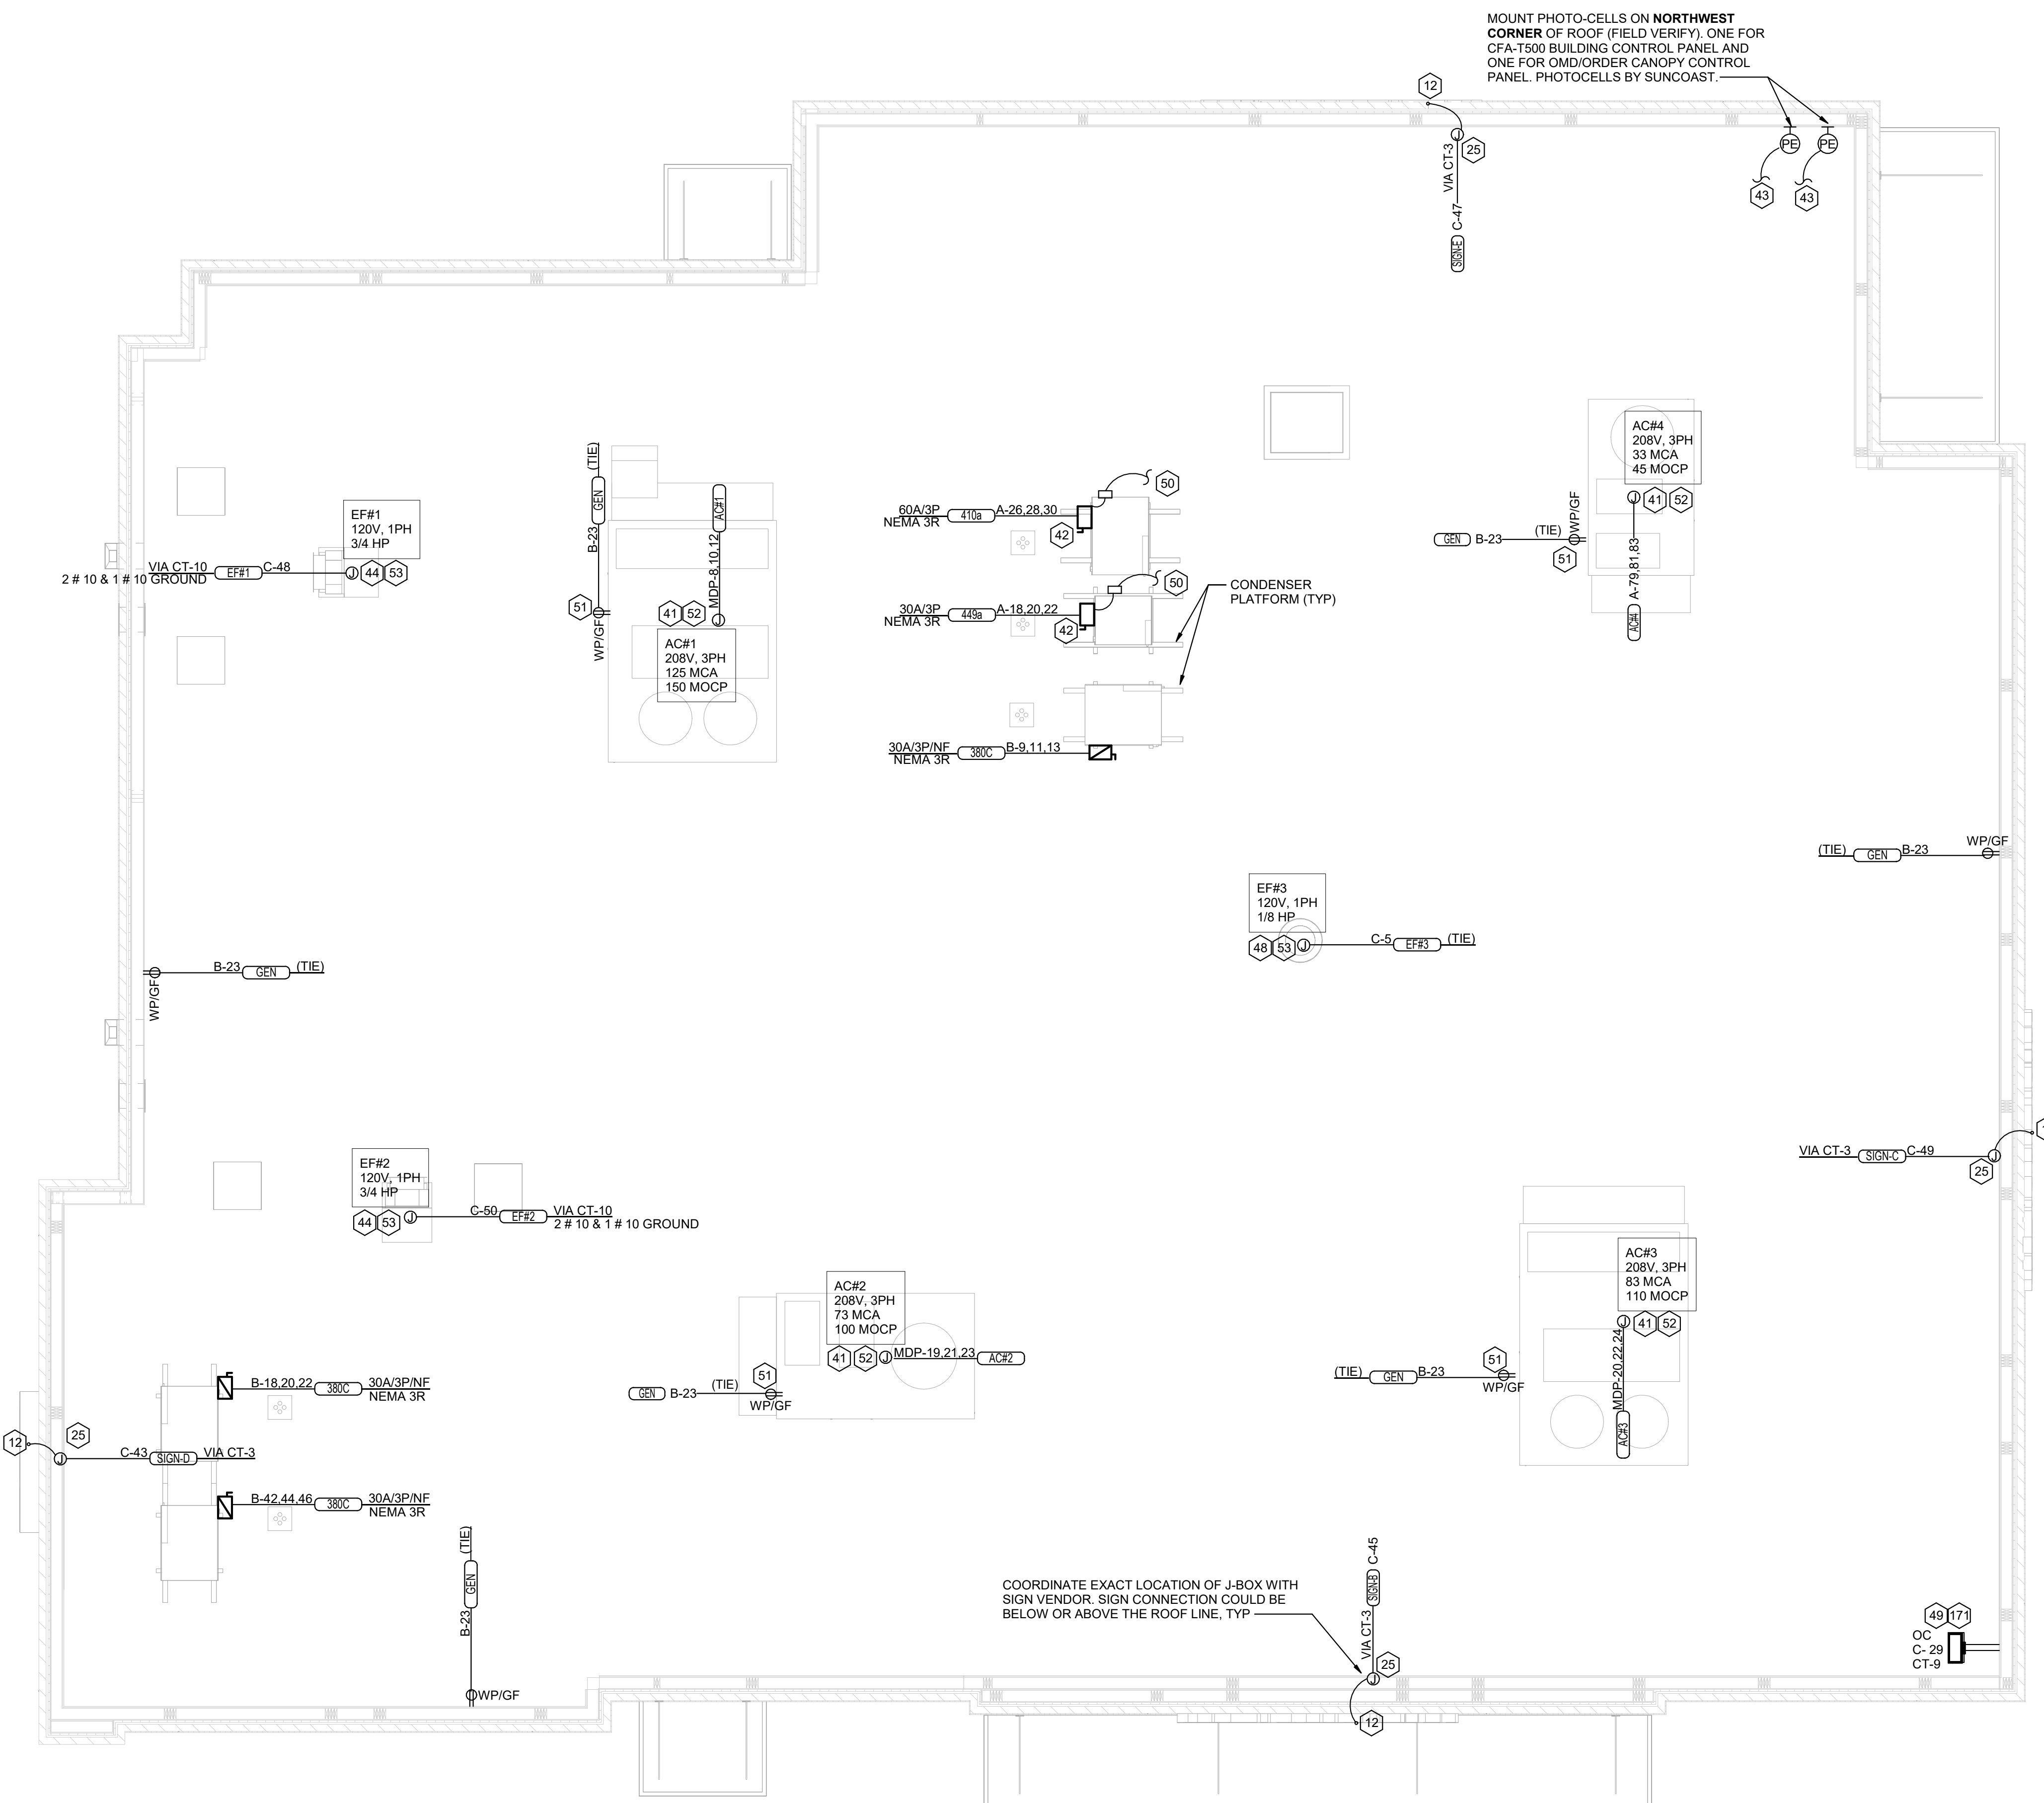 MOUNT PHOTO-CELLS ON NORTHWEST
CORNER OF ROOF (FIELD VERIFY). ONE FOR
CFA-T500 BUILDING CONTROL PANEL AND
ONE FOR OMD/ORDER CANOPY CONTROL
PANEL. PHOTOCELLS BY SUNCOAST.
12
J
25
VIA CT-3
C-47
SIGN-E
PE
PE
43
43
AC#4
208V, 3PH
33 MCA
45 MOCP
J
41
52
A-79,81,83
AC#4
WP/GF
GEN
B-23
(TIE)
51
EF#1
120V, 1PH
3/4 HP
VIA CT-10
2 # 10 & 1 # 10 GROUND
EF#1
C-48
J
44
53
(TIE)
GEN
B-23
51
WP/GF
AC#1
MDP-8,10,12
41
52
J
AC#1
208V, 3PH
125 MCA
150 MOCP
50
60A/3P
NEMA 3R
410a
A-26,28,30
42
50
30A/3P
NEMA 3R
449a
A-18,20,22
42
CONDENSER
PLATFORM (TYP)
30A/3P/NF
NEMA 3R
380C
B-9,11,13
WP/GF
(TIE)
GEN
B-23
EF#3
120V, 1PH
1/8 HP
48
53
J
C-5
EF#3
(TIE)
B-23
GEN
(TIE)
WP/GF
VIA CT-3
SIGN-C
C-49
J
25
EF#2
120V, 1PH
3/4 HP
44
53
J
C-50
EF#2
VIA CT-10
2 # 10 & 1 # 10 GROUND
AC#2
208V, 3PH
73 MCA
100 MOCP
41
52
J
MDP-19,21,23
AC#2
GEN
B-23
(TIE)
51
WP/GF
AC#3
208V, 3PH
83 MCA
110 MOCP
J
41
52
MDP-20,22,24
AC#3
(TIE)
GEN
B-23
51
WP/GF
B-18,20,22
380C
30A/3P/NF
NEMA 3R
12
25
J
C-43
SIGN-D
VIA CT-3
B-42,44,46
380C
30A/3P/NF
NEMA 3R
(TIE)
GEN
B-23
WP/GF
COORDINATE EXACT LOCATION OF J-BOX WITH
SIGN VENDOR. SIGN CONNECTION COULD BE
BELOW OR ABOVE THE ROOF LINE, TYP
C-45
SIGN-B
VIA CT-3
J
25
12
49
171
OC
C- 29
CT-9